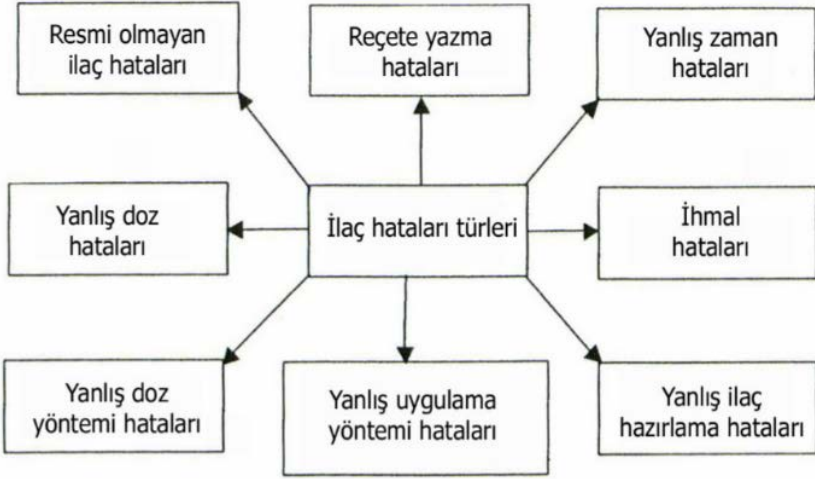 Resmi olmayan
ilaç hataları
Reçete yazma
hataları
Yanlış zaman
hataları
Yanlış doz
hataları
İlaç hataları türleri
İhmal
hataları
Yanlış doz
yöntemi hataları
Yanlış uygulama
yöntemi hataları
Yanlış ilaç
hazırlama hataları